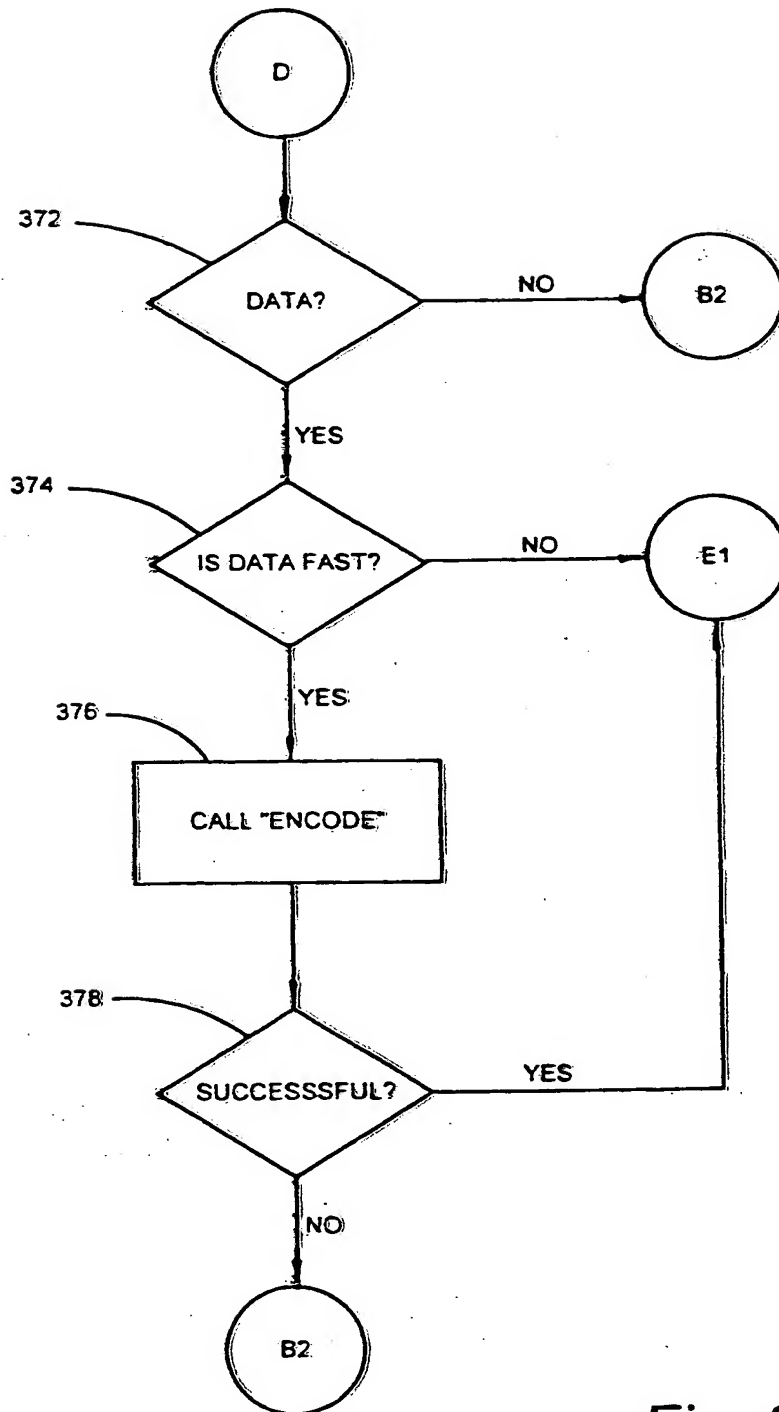 D
372
DATA?
NO
B2
YES
374
IS DATA FAST?
NO
E1
YES
376
CALL "ENCODE"
378
SUCCESSSFUL?
YES
NO
B2